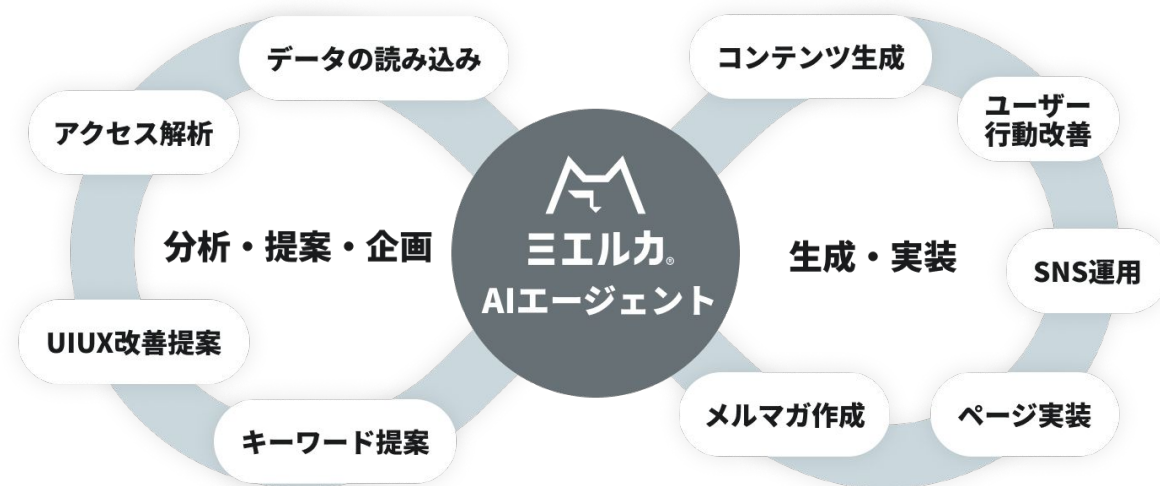 データの読み込み
アクセス解析
分析・提案・企画
UIUX改善提案
キーワード提案
ミエルカ®
AIエージェント
コンテンツ生成
ユーザー
行動改善
生成・実装
SNS運用
メルマガ作成
ページ実装